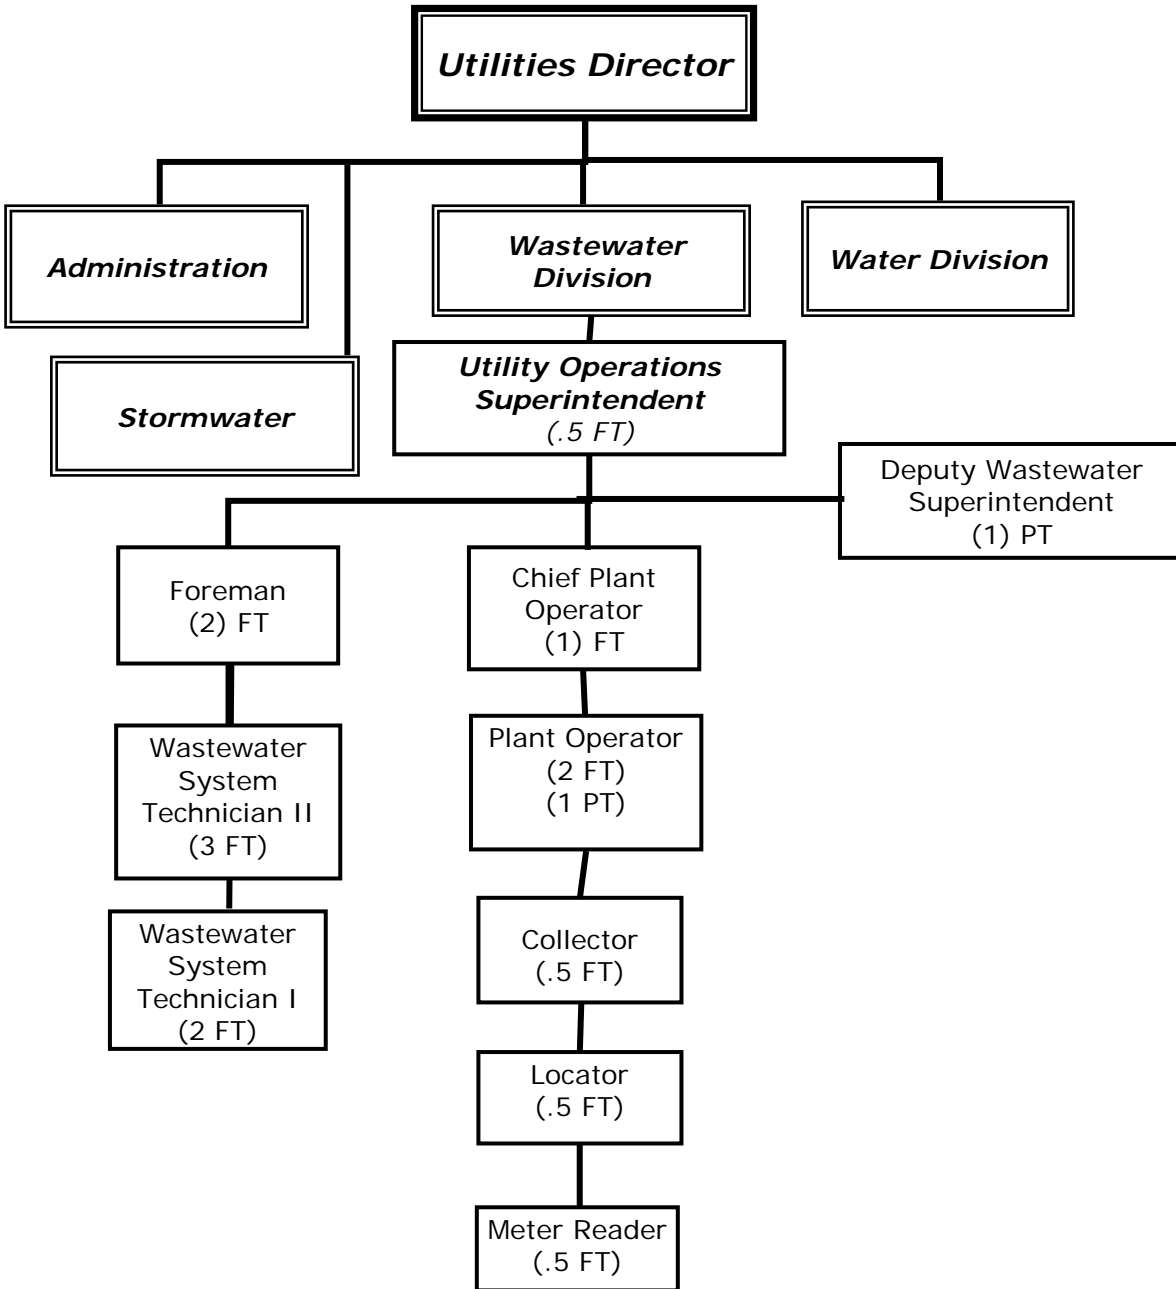 Utilities Director
Administration
Wastewater
Division
Water Division
Stormwater
Utility Operations
Superintendent
(.5 FT)
Deputy Wastewater
Superintendent
(1) PT
Foreman
(2) FT
Chief Plant
Operator
(1) FT
Wastewater
System
Technician II
(3 FT)
Plant Operator
(2 FT)
(1 PT)
Wastewater
System
Technician I
(2 FT)
Collector
(.5 FT)
Locator
(.5 FT)
Meter Reader
(.5 FT)